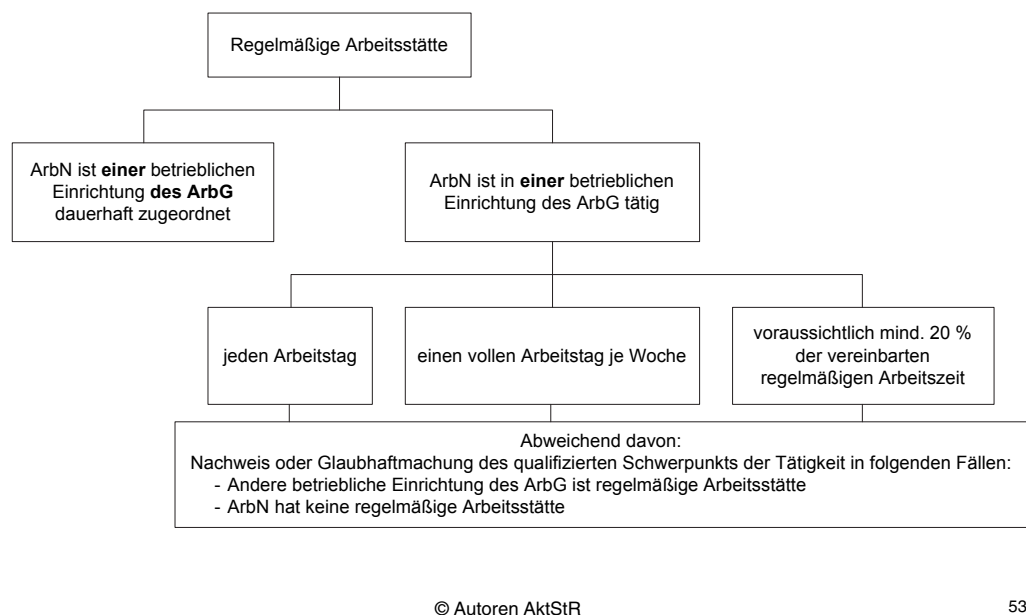 Regelmäßige Arbeitsstätte
ArbN ist einer betrieblichen
Einrichtung des ArbG
dauerhaft zugeordnet
ArbN ist in einer betrieblichen
Einrichtung des ArbG tätig
jeden Arbeitstag
einen vollen Arbeitstag je Woche
voraussichtlich mind. 20 %
der vereinbarten
regelmäßigen Arbeitszeit
Abweichend davon:
Nachweis oder Glaubhaftmachung des qualifizierten Schwerpunkts der Tätigkeit in folgenden Fällen:
- Andere betriebliche Einrichtung des ArbG ist regelmäßige Arbeitsstätte
- ArbN hat keine regelmäßige Arbeitsstätte
© Autoren AktStR
53